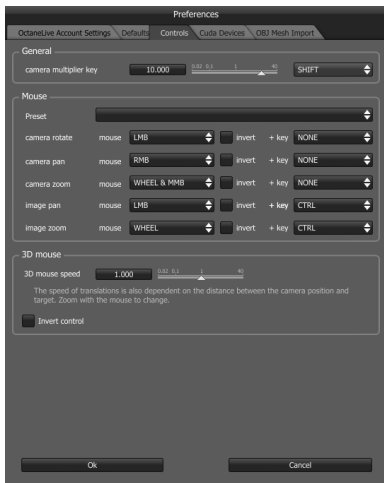 Preferences
OctaneLive Account Settings Defaults Controls Cuda Devices OBJ Mesh Import
General
camera multiplier key 10.000 0.02 0.1 1 40 SHIFT
Mouse
Preset
camera rotate mouse LMB invert + key NONE
camera pan mouse RMB invert + key NONE
camera zoom mouse WHEEL & MMB invert + key NONE
image pan mouse LMB invert + key CTRL
image zoom mouse WHEEL invert + key CTRL
3D mouse
3D mouse speed 1.000 0.02 0.1 1 40
The speed of translations is also dependent on the distance between the camera position and
target. Zoom with the mouse to change.
Invert control
Ok Cancel